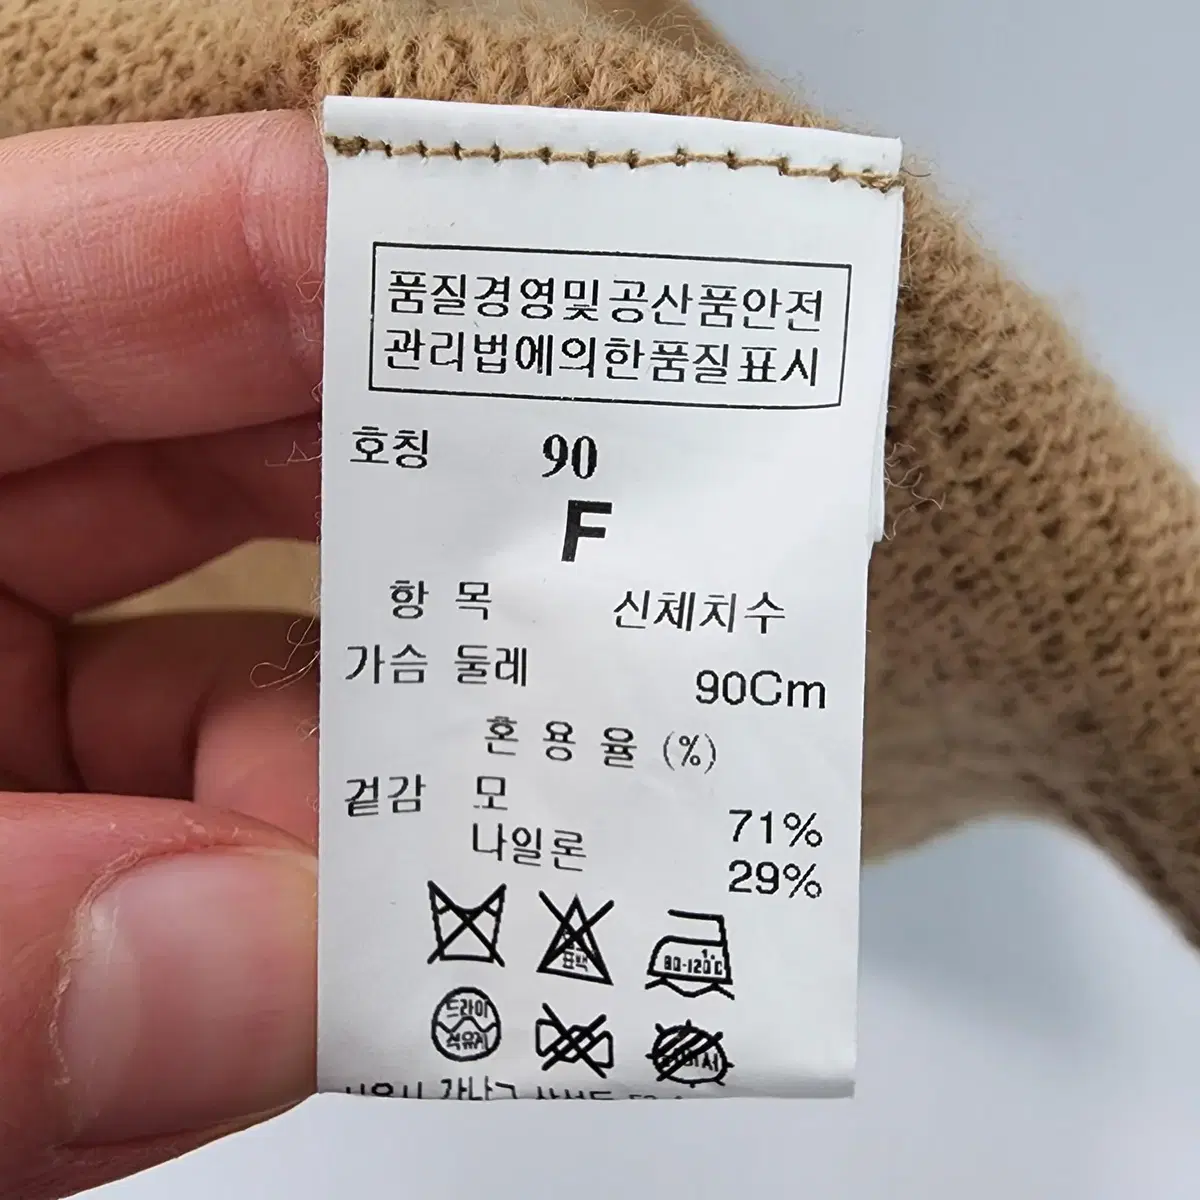 품질경영및공산품안전
관리법에의한품질표시
호칭 90
F
항 목 신체치수
가슴 둘레 90Cm
혼 용 율 (%)
겉감 모 71%
나일론 29%
표백 80-120℃
드라이
석유계